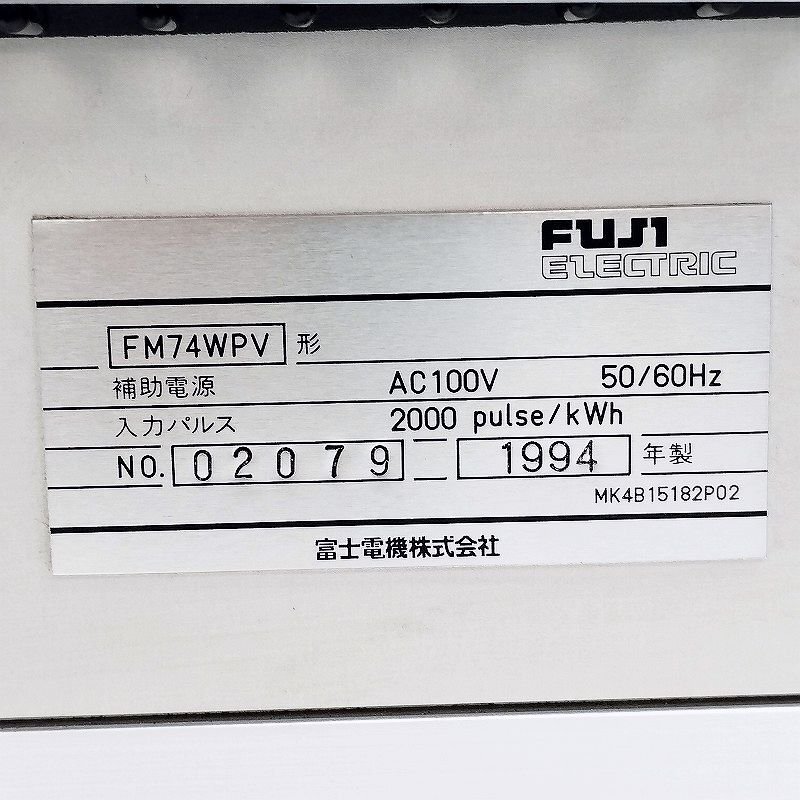 FUJI
ELECTRIC
FM74WPV 形
補助電源 AC100V 50/60Hz
入力パルス 2000 pulse/kWh
NO. 02079 1994 年製
MK4B15182P02
富士電機株式会社